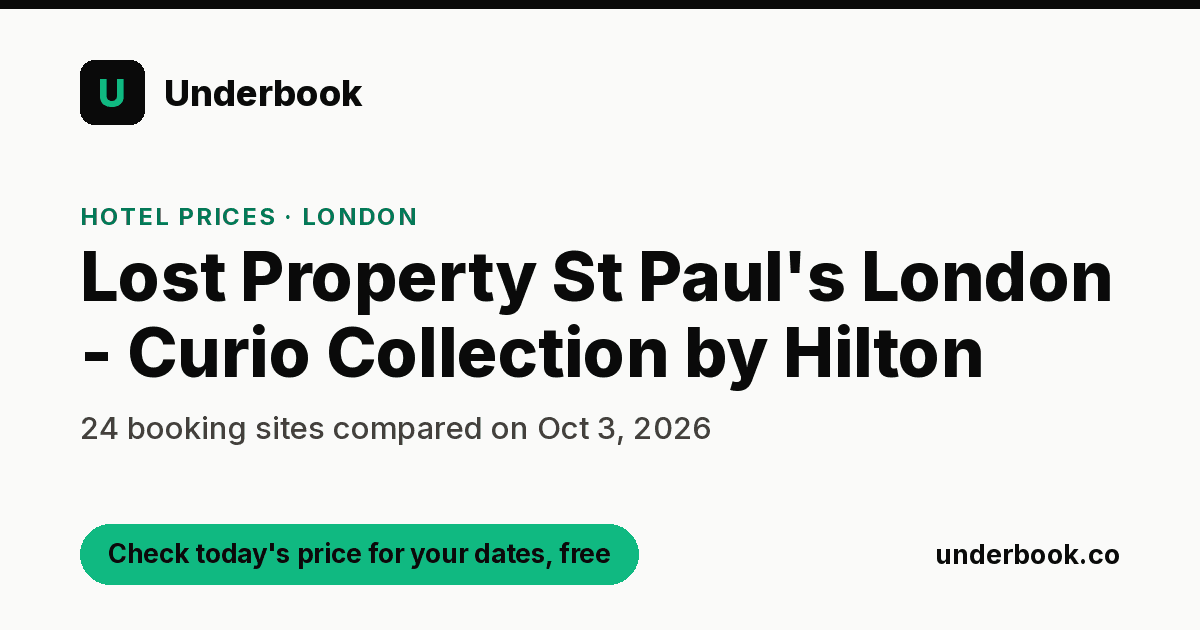 U Underbook
HOTEL PRICES · LONDON
Lost Property St Paul's London
- Curio Collection by Hilton
24 booking sites compared on Oct 3, 2026
Check today's price for your dates, free
underbook.co